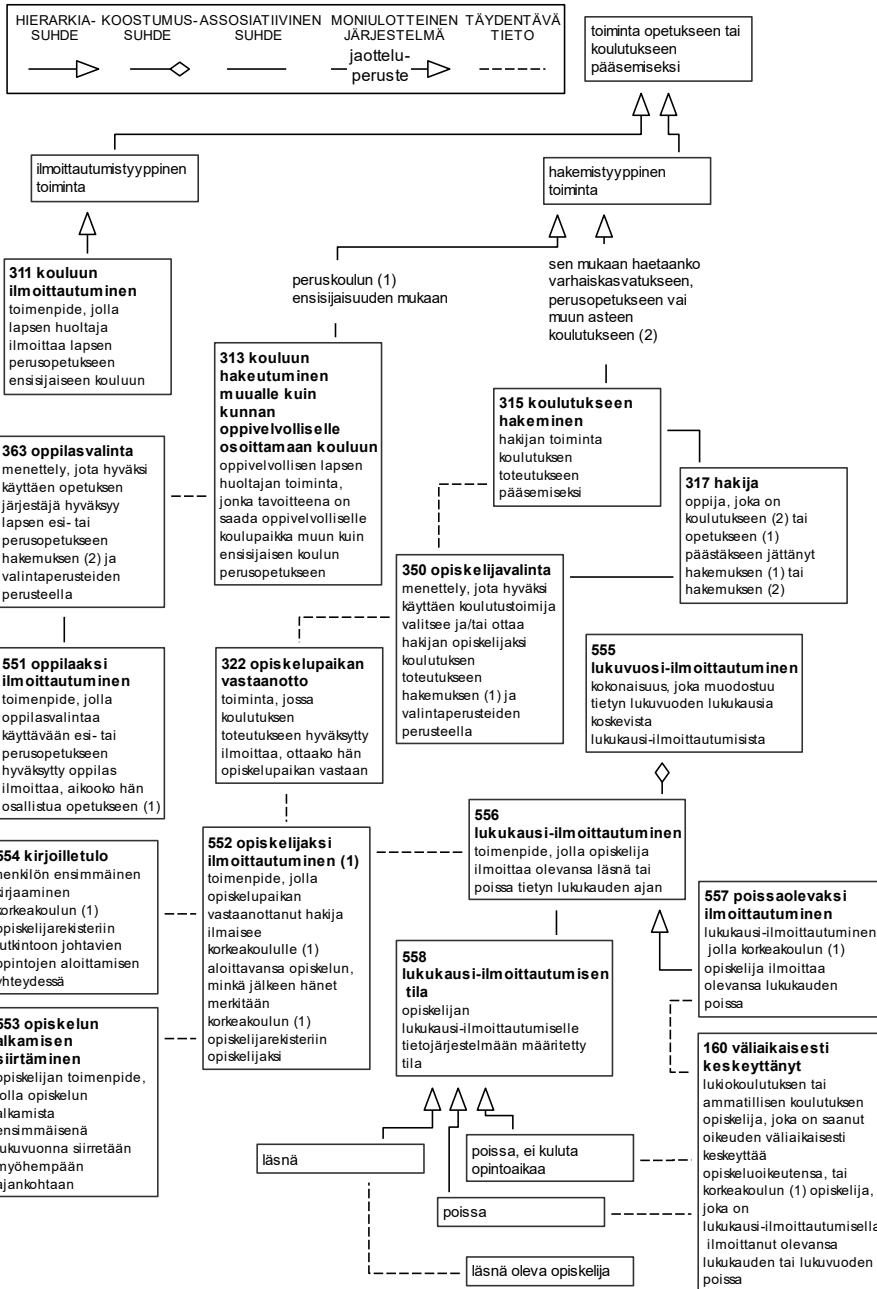 HIERARKIA-
SUHDE
KOOSTUMUS-
SUHDE
ASSOSIATIIVINEN
SUHDE
MONIULOTTEINEN
JÄRJESTELMÄ
TÄYDENTÄVÄ
TIETO
jaottelu-
peruste
toiminta opetukseen tai
koulutukseen
pääsemiseksi
ilmoittautumistyyppinen
toiminta
hakemistyyppinen
toiminta
311 kouluun
ilmoittautuminen
toimenpide, jolla
lapsen huoltaja
ilmoittaa lapsen
perusopetukseen
ensisijaiseen kouluun
peruskoulun (1)
ensisijaisuuden mukaan
sen mukaan haetaanko
varhaiskasvatukseen,
perusopetukseen vai
muun asteen
koulutukseen (2)
313 kouluun
hakeutuminen
muualle kuin
kunnan
oppivelvolliselle
osoittamaan kouluun
oppivelvollisen lapsen
huoltajan toiminta,
jonka tavoitteena on
saada oppivelvolliselle
koulupaikka muun kuin
ensisijaisen koulun
perusopetukseen
315 koulutukseen
hakeminen
hakijan toiminta
koulutuksen
toteutukseen
pääsemiseksi
363 oppilasvalinta
menettely, jota hyväksi
käyttäen opetuksen
järjestäjä hyväksyy
lapsen esi- tai
perusopetukseen
hakemuksen (2) ja
valintaperusteiden
perusteella
317 hakija
oppija, joka on
koulutukseen (2) tai
opetukseen (1)
päästäkseen jättänyt
hakemuksen (1) tai
hakemuksen (2)
350 opiskelijavalinta
menettely, jota hyväksi
käyttäen koulutustoimija
valitsee ja/tai ottaa
hakijan opiskelijaksi
koulutuksen
toteutukseen
hakemuksen (1) ja
valintaperusteiden
perusteella
551 oppilaaksi
ilmoittautuminen
toimenpide, jolla
oppilasvalintaa
käyttävään esi- tai
perusopetukseen
hyväksytty oppilas
ilmoittaa, aikooko hän
osallistua opetukseen (1)
322 opiskelupaikan
vastaanotto
toiminta, jossa
koulutuksen
toteutukseen hyväksytty
ilmoittaa, ottaako hän
opiskelupaikan vastaan
555
lukuvuosi-ilmoittautuminen
kokonaisuus, joka muodostuu
tietyn lukuvuoden lukukausia
koskevista
lukukausi-ilmoittautumisista
554 kirjoilletulo
henkilön ensimmäinen
kirjaaminen
korkeakoulun (1)
opiskelijarekisteriin
tutkintoon johtavien
opintojen aloittamisen
yhteydessä
552 opiskelijaksi
ilmoittautuminen (1)
toimenpide, jolla
opiskelupaikan
vastaanottanut hakija
ilmaisee
korkeakoululle (1)
aloittavansa opiskelun,
minkä jälkeen hänet
merkitään
korkeakoulun (1)
opiskelijarekisteriin
opiskelijaksi
556
lukukausi-ilmoittautuminen
toimenpide, jolla opiskelija
ilmoittaa olevansa läsnä tai
poissa tietyn lukukauden ajan
557 poissaolevaksi
ilmoittautuminen
lukukausi-ilmoittautuminen,
jolla korkeakoulun (1)
opiskelija ilmoittaa
olevansa lukukauden
poissa
553 opiskelun
alkamisen
siirtäminen
opiskelijan toimenpide,
jolla opiskelun
alkamista
ensimmäisenä
lukuvuonna siirretään
myöhempään
ajankohtaan
558
lukukausi-ilmoittautumisen
tila
opiskelijan
lukukausi-ilmoittautumiselle
tietojärjestelmään määritetty
tila
160 väliaikaisesti
keskeyttänyt
lukiokoulutuksen tai
ammatillisen koulutuksen
opiskelija, joka on saanut
oikeuden väliaikaisesti
keskeyttää
opiskeluoikeutensa, tai
korkeakoulun (1) opiskelija,
joka on
lukukausi-ilmoittautumisella
ilmoittanut olevansa
lukukauden tai lukuvuoden
poissa
läsnä
poissa, ei kuluta
opintoaikaa
poissa
läsnä oleva opiskelija